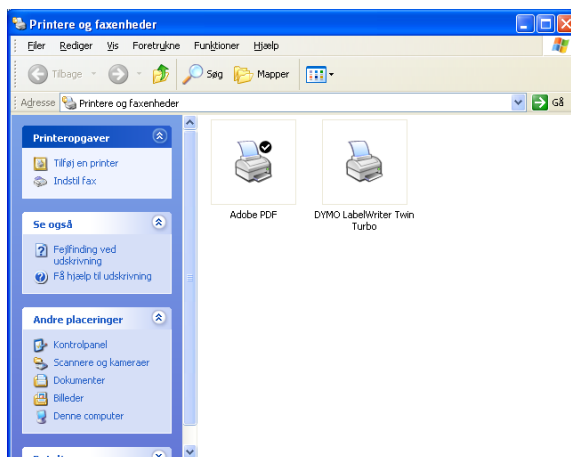 Printere og faxenheder
Filer Rediger Vis Foretrukne Funktioner Hjælp
Tilbage Søg Mapper
Adresse Printere og faxenheder Gå
Printeropgaver
Tilføj en printer
Indstil fax
Se også
Fejlfinding ved
udskrivning
Få hjælp til udskrivning
Andre placeringer
Kontrolpanel
Scannere og kameraer
Dokumenter
Billeder
Denne computer
Adobe PDF
DYMO LabelWriter Twin
Turbo